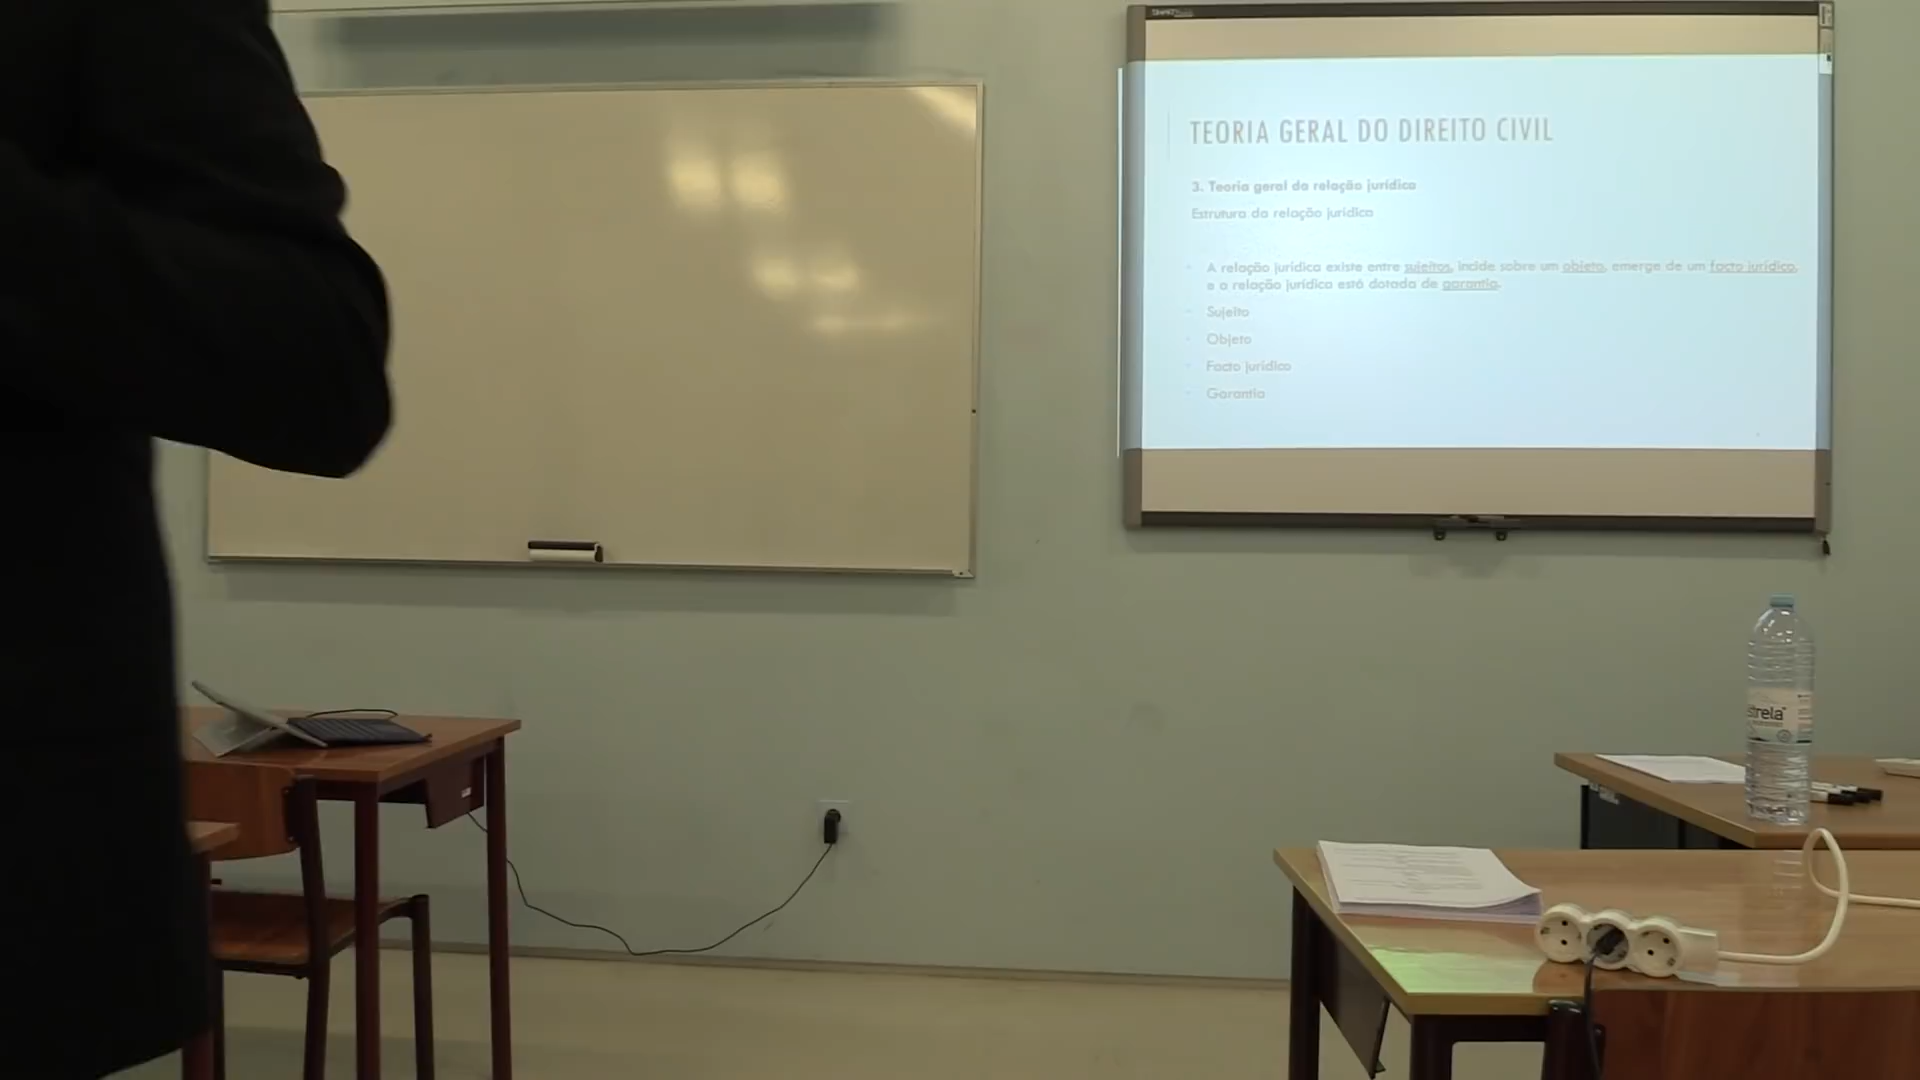 TEORIA GERAL DO DIREITO CIVIL
3. Teoria geral da relação jurídica
Estrutura da relação jurídica
A relação jurídica existe entre sujeitos, incide sobre um objeto, emerge de um facto jurídico,
e a relação jurídica está dotada de garantia.
Sujeito
Objeto
Facto jurídico
Garantia
strela